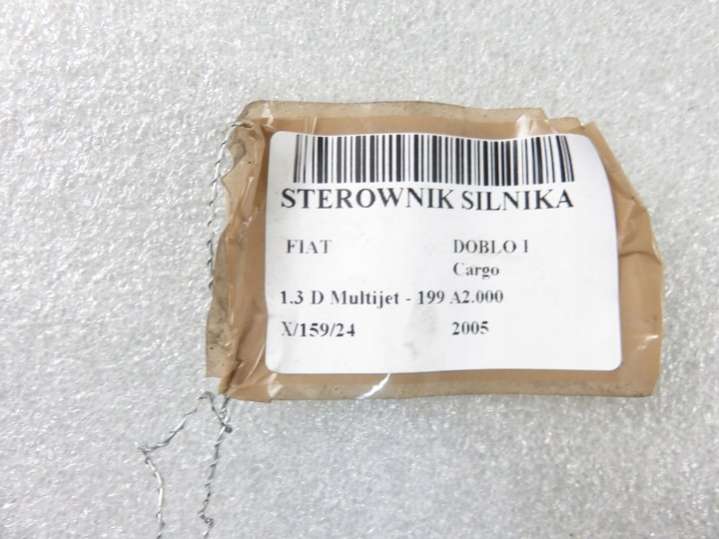 STEROWNIK SILNIKA
FIAT DOBLO I
Cargo
1.3 D Multijet - 199 A2.000
X/159/24 2005